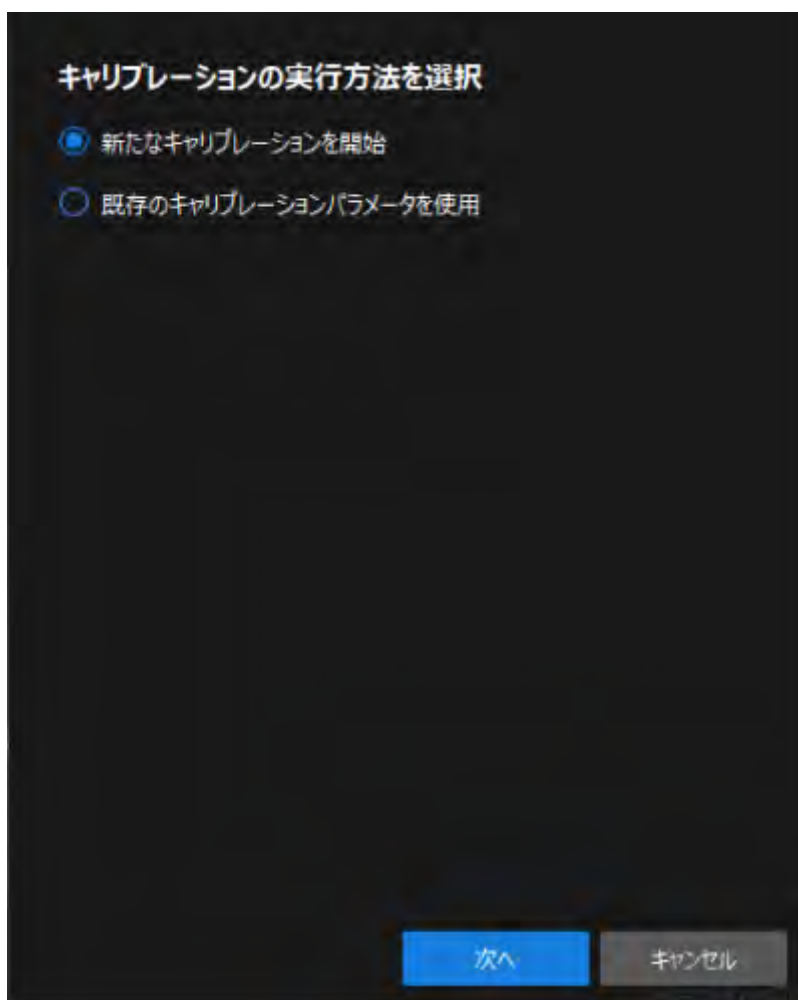 キャリブレーションの実行方法を選択
新たなキャリブレーションを開始
既存のキャリブレーションパラメータを使用
次へ
キャンセル